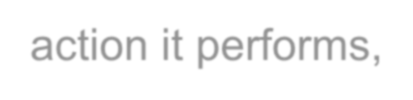 action it performs,